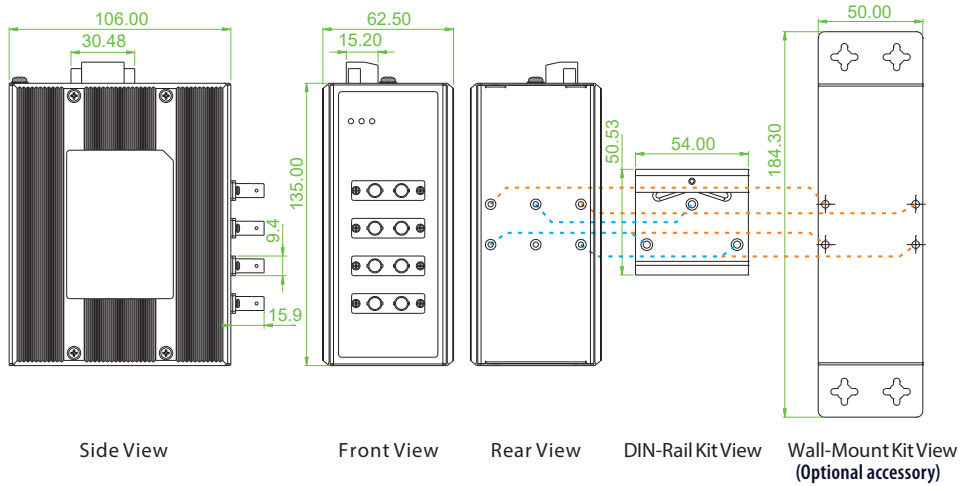 106.00
30.48
62.50
15.20
50.00
135.00
9.4
15.9
50.53
54.00
184.30
Side View
Front View
Rear View
DIN-Rail Kit View
Wall-Mount Kit View
(Optional accessory)